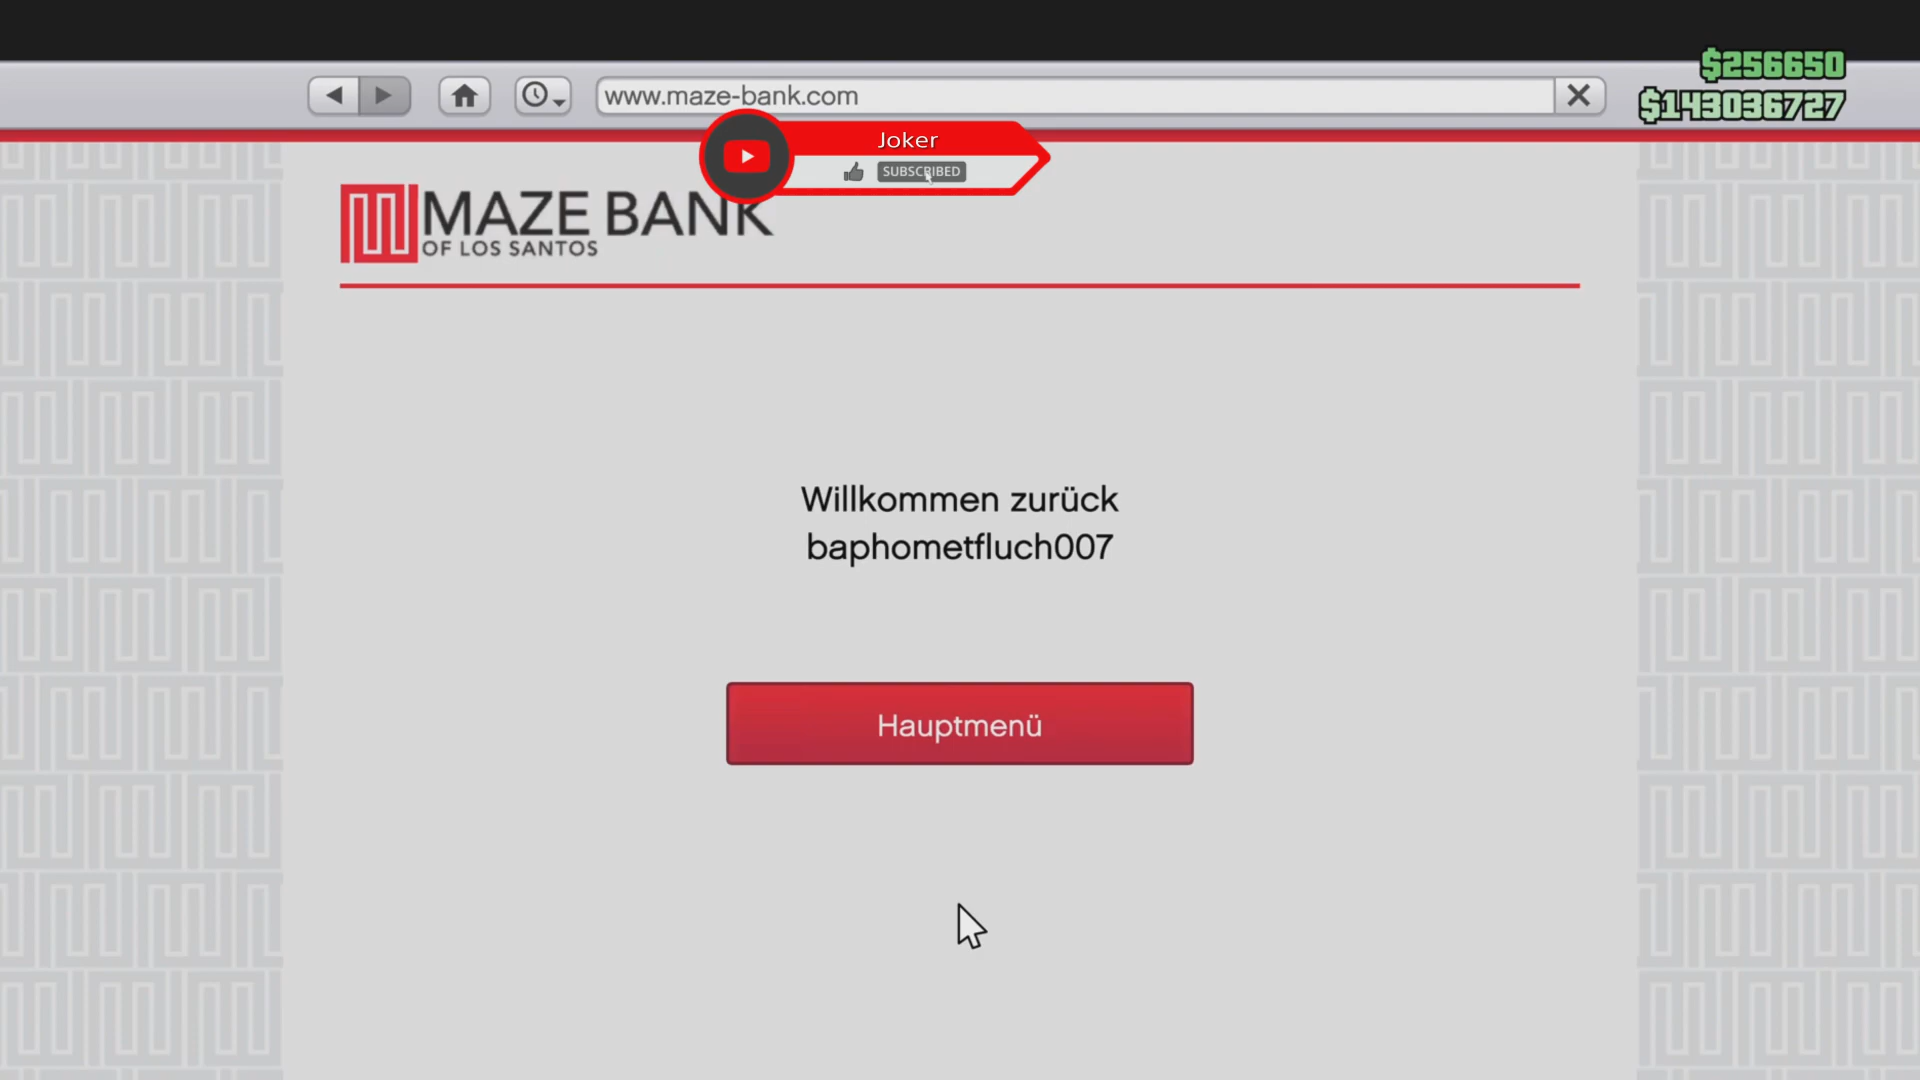 $256650
www.maze-bank.com
$143036727
Joker
SUBSCRIBED
MAZE BANK
OF LOS SANTOS
Willkommen zurück
baphometfluch007
Hauptmenü